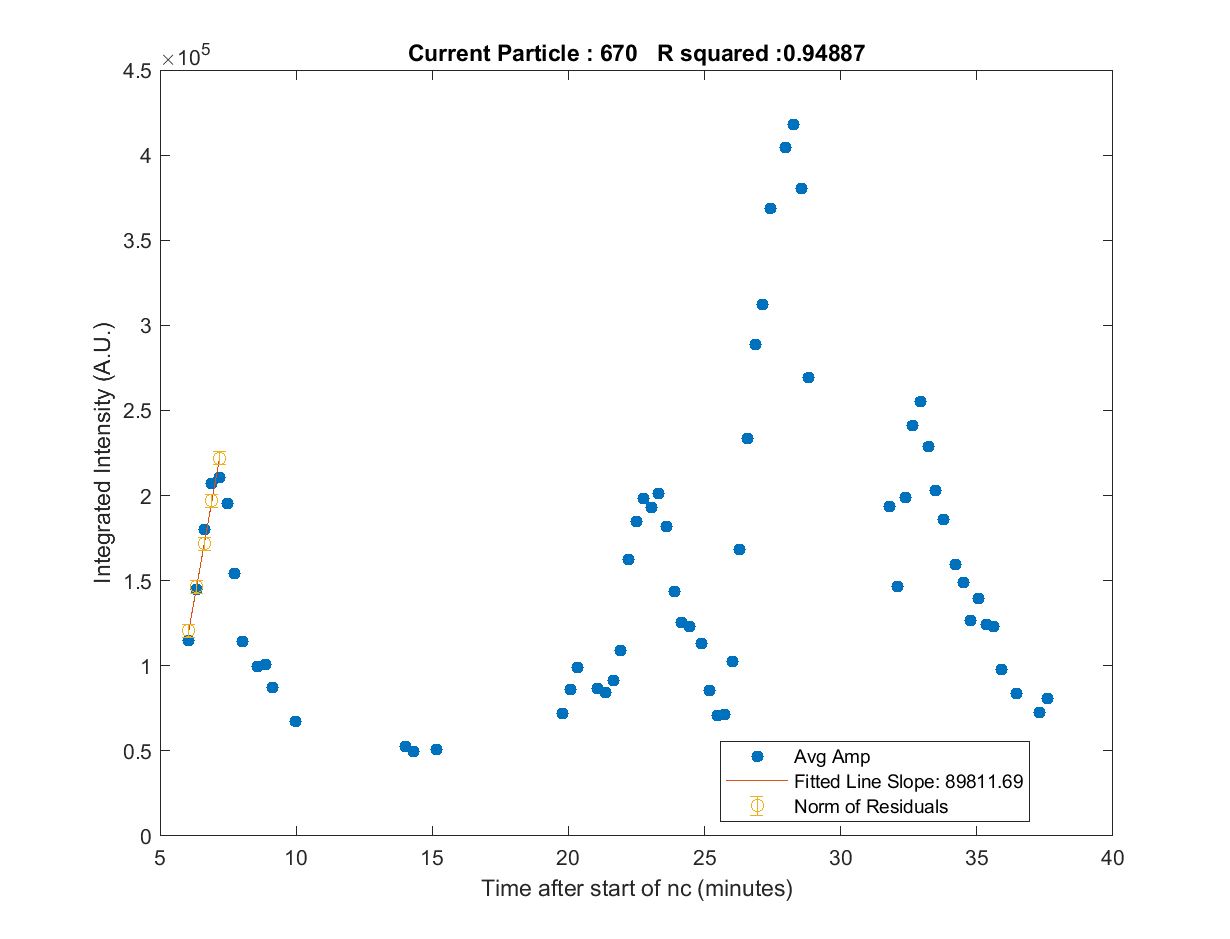 Current Particle : 670   R squared :0.94887
×10^5
4.5
4
3.5
3
2.5
2
1.5
1
0.5
0
5 10 15 20 25 30 35 40
Integrated Intensity (A.U.)
Time after start of nc (minutes)
Avg Amp
Fitted Line Slope: 89811.69
Norm of Residuals